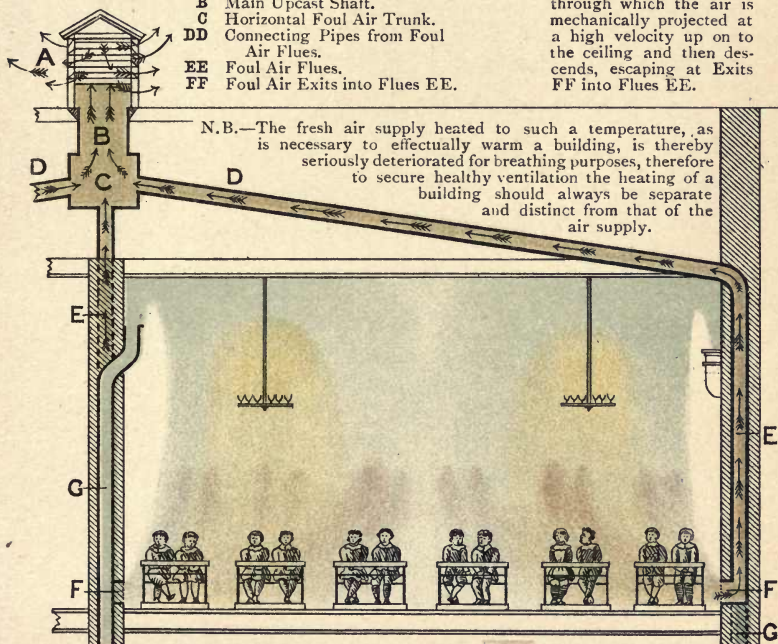 B Main Upcast Shaft.
C Horizontal Foul Air Trunk.
DD Connecting Pipes from Foul
Air Flues.
EE Foul Air Flues.
FF Foul Air Exits into Flues EE.
through which the air is
mechanically projected at
a high velocity up on to
the ceiling and then des-
cends, escaping at Exits
FF into Flues EE.
N.B.—The fresh air supply heated to such a temperature, as
is necessary to effectually warm a building, is thereby
seriously deteriorated for breathing purposes, therefore
to secure healthy ventilation the heating of a
building should always be separate
and distinct from that of the
air supply.
A
B
D
C
D
E
E
G
F
F
G